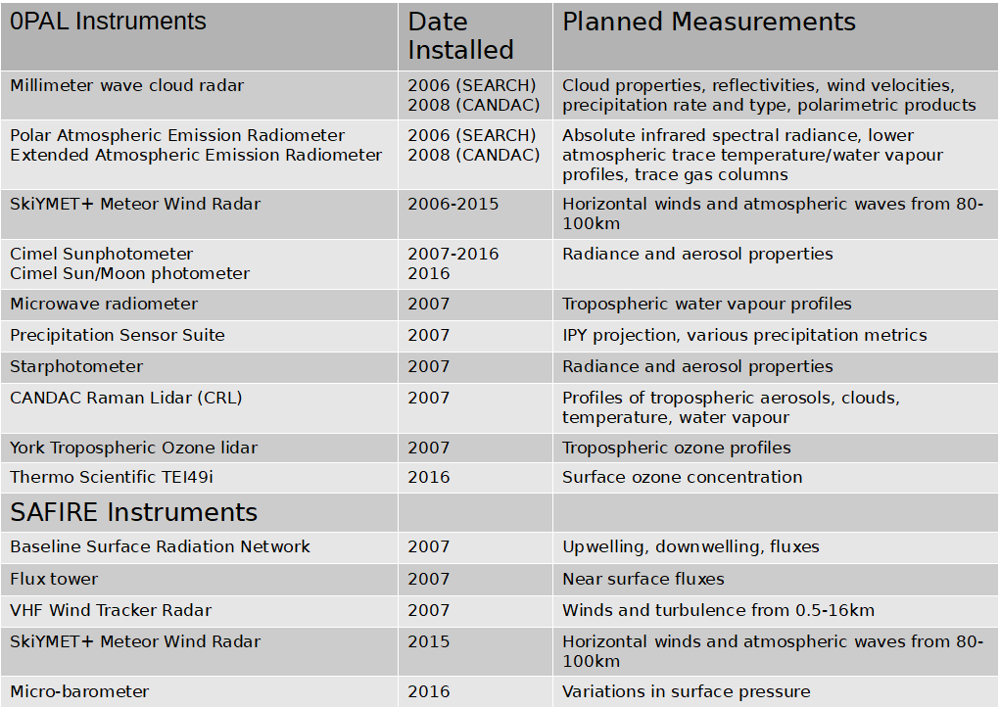 0PAL Instruments
Date
Installed
Planned Measurements
Millimeter wave cloud radar
2006 (SEARCH)
2008 (CANDAC)
Cloud properties, reflectivities, wind velocities,
precipitation rate and type, polarimetric products
Polar Atmospheric Emission Radiometer
Extended Atmospheric Emission Radiometer
2006 (SEARCH)
2008 (CANDAC)
Absolute infrared spectral radiance, lower
atmospheric trace temperature/water vapour
profiles, trace gas columns
SkiYMET+ Meteor Wind Radar
2006-2015
Horizontal winds and atmospheric waves from 80-
100km
Cimel Sunphotometer
Cimel Sun/Moon photometer
2007-2016
2016
Radiance and aerosol properties
Microwave radiometer
2007
Tropospheric water vapour profiles
Precipitation Sensor Suite
2007
IPY projection, various precipitation metrics
Starphotometer
2007
Radiance and aerosol properties
CANDAC Raman Lidar (CRL)
2007
Profiles of tropospheric aerosols, clouds,
temperature, water vapour
York Tropospheric Ozone lidar
2007
Tropospheric ozone profiles
Thermo Scientific TEI49i
2016
Surface ozone concentration
SAFIRE Instruments
Baseline Surface Radiation Network
2007
Upwelling, downwelling, fluxes
Flux tower
2007
Near surface fluxes
VHF Wind Tracker Radar
2007
Winds and turbulence from 0.5-16km
SkiYMET+ Meteor Wind Radar
2015
Horizontal winds and atmospheric waves from 80-
100km
Micro-barometer
2016
Variations in surface pressure